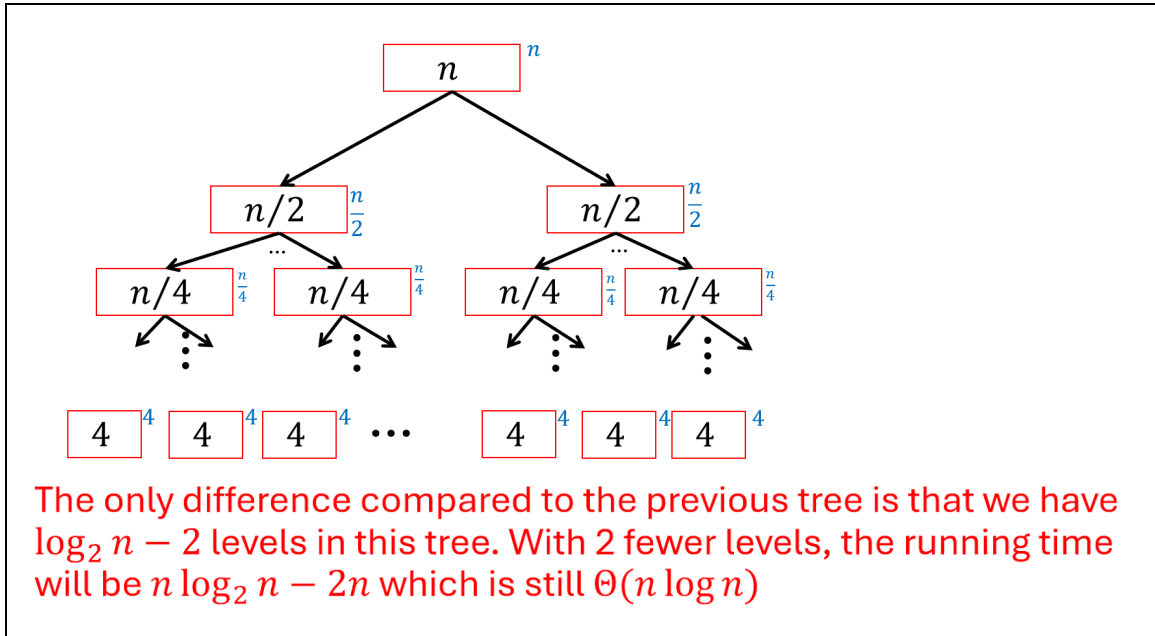 n n
n/2 n/2 n/2 n/2
...
...
n/4 n/4 n/4 n/4 n/4 n/4 n/4 n/4
4 4 4 4 4 4 ... 4 4 4 4 4 4
The only difference compared to the previous tree is that we have
log₂ n − 2 levels in this tree. With 2 fewer levels, the running time
will be n log₂ n − 2n which is still Θ(n log n)